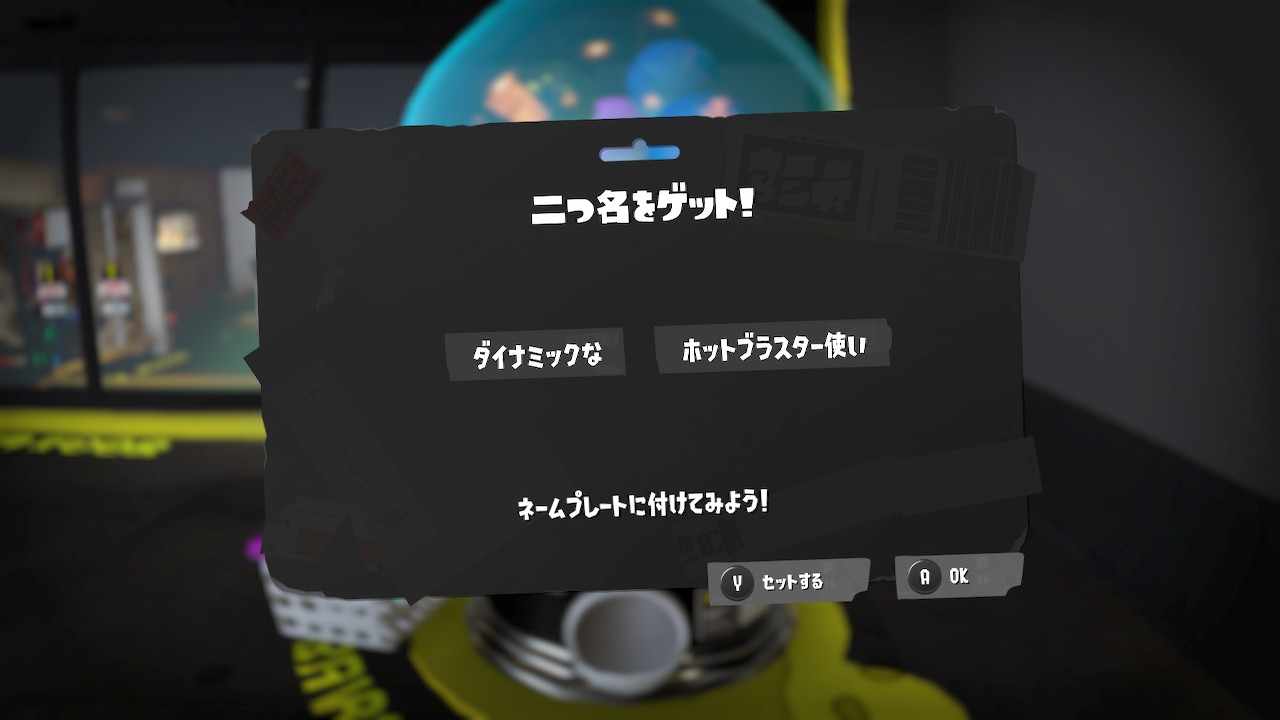 二つ名をゲット!
ダイナミックな ホットブラスター使い
ネームプレートに付けてみよう!
Y セットする A OK